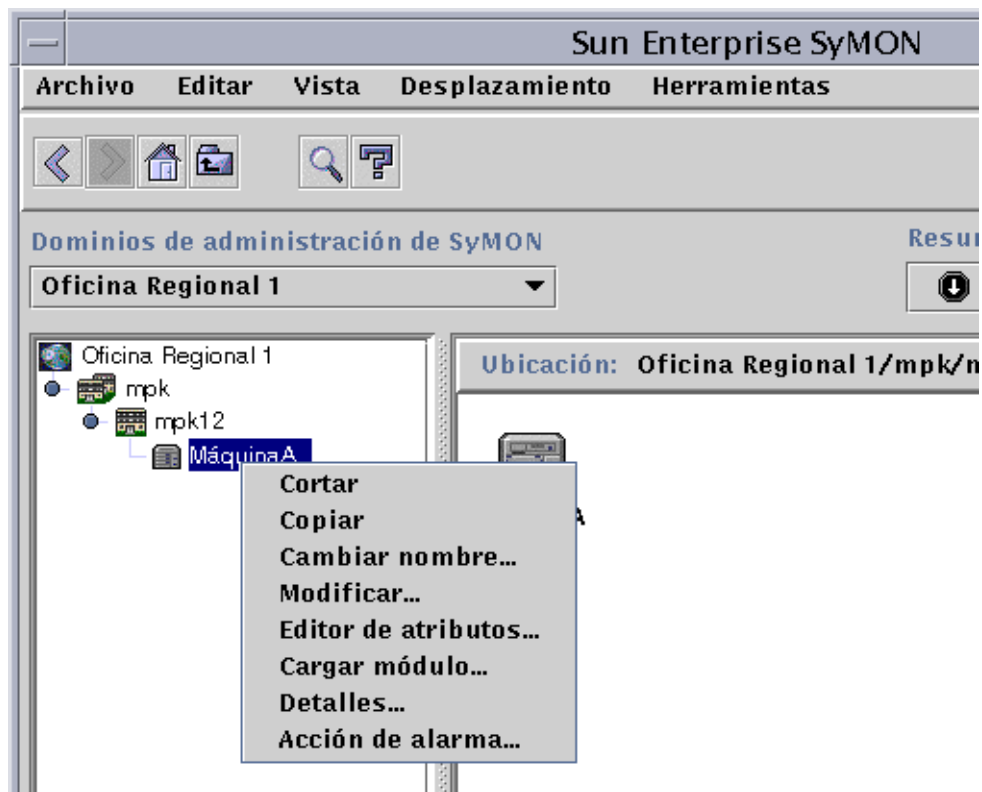 Sun Enterprise SyMON
Archivo Editar Vista Desplazamiento Herramientas
Dominios de administración de SyMON
Oficina Regional 1
Oficina Regional 1
mpk
mpk12
MáquinaA
Ubicación: Oficina Regional 1/mpk/
Cortar
Copiar
Cambiar nombre...
Modificar...
Editor de atributos...
Cargar módulo...
Detalles...
Acción de alarma...